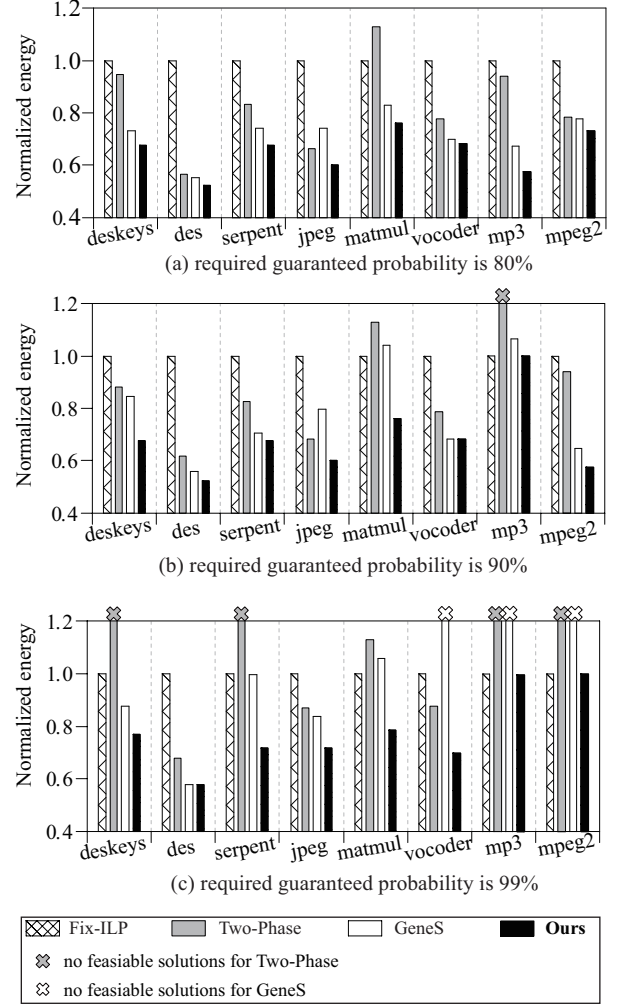 1.2
1.0
0.8
0.6
0.4
Normalized energy
deskeys des serpent jpeg matmul vocoder mp3 mpeg2
(a) required guaranteed probability is 80%
1.2
1.0
0.8
0.6
0.4
Normalized energy
deskeys des serpent jpeg matmul vocoder mp3 mpeg2
(b) required guaranteed probability is 90%
1.2
1.0
0.8
0.6
0.4
Normalized energy
deskeys des serpent jpeg matmul vocoder mp3 mpeg2
(c) required guaranteed probability is 99%
Fix-ILP Two-Phase GeneS Ours
no feasiable solutions for Two-Phase
no feasiable solutions for GeneS